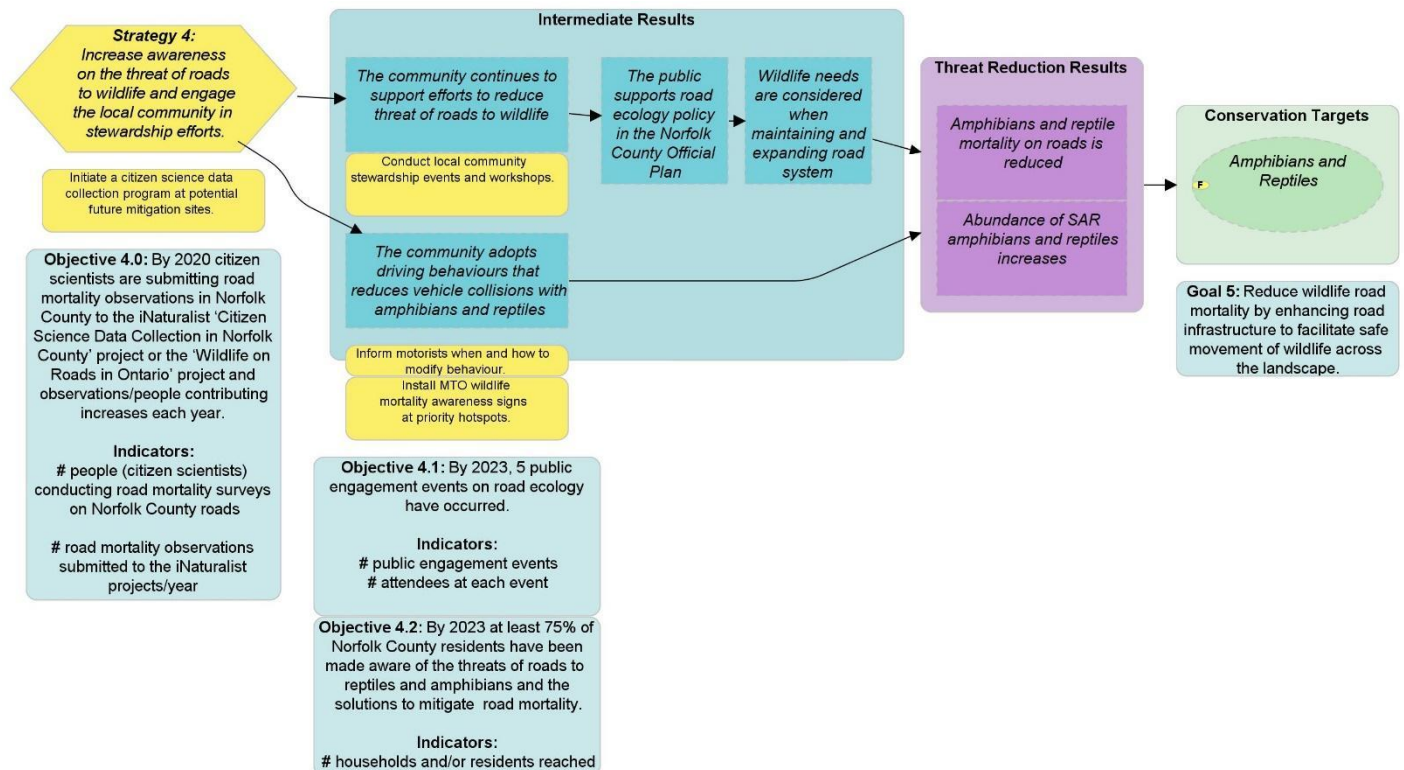 Strategy 4:
Increase awareness
on the threat of roads
to wildlife and engage
the local community in
stewardship efforts.
Initiate a citizen science data
collection program at potential
future mitigation sites.
Objective 4.0: By 2020 citizen
scientists are submitting road
mortality observations in Norfolk
County to the iNaturalist ‘Citizen
Science Data Collection in Norfolk
County’ project or the ‘Wildlife on
Roads in Ontario’ project and
observations/people contributing
increases each year.
Indicators:
# people (citizen scientists)
conducting road mortality surveys
on Norfolk County roads
# road mortality observations
submitted to the iNaturalist
projects/year
Intermediate Results
The community continues to
support efforts to reduce
threat of roads to wildlife
Conduct local community
stewardship events and workshops.
The public
supports road
ecology policy
in the Norfolk
County Official
Plan
Wildlife needs
are considered
when
maintaining and
expanding road
system
The community adopts
driving behaviours that
reduces vehicle collisions with
amphibians and reptiles
Inform motorists when and how to
modify behaviour.
Install MTO wildlife
mortality awareness signs
at priority hotspots.
Objective 4.1: By 2023, 5 public
engagement events on road ecology
have occurred.
Indicators:
# public engagement events
# attendees at each event
Objective 4.2: By 2023 at least 75% of
Norfolk County residents have been
made aware of the threats of roads to
reptiles and amphibians and the
solutions to mitigate road mortality.
Indicators:
# households and/or residents reached
Threat Reduction Results
Amphibians and reptile
mortality on roads is
reduced
Abundance of SAR
amphibians and reptiles
increases
Conservation Targets
Amphibians and
Reptiles
F
Goal 5: Reduce wildlife road
mortality by enhancing road
infrastructure to facilitate safe
movement of wildlife across
the landscape.